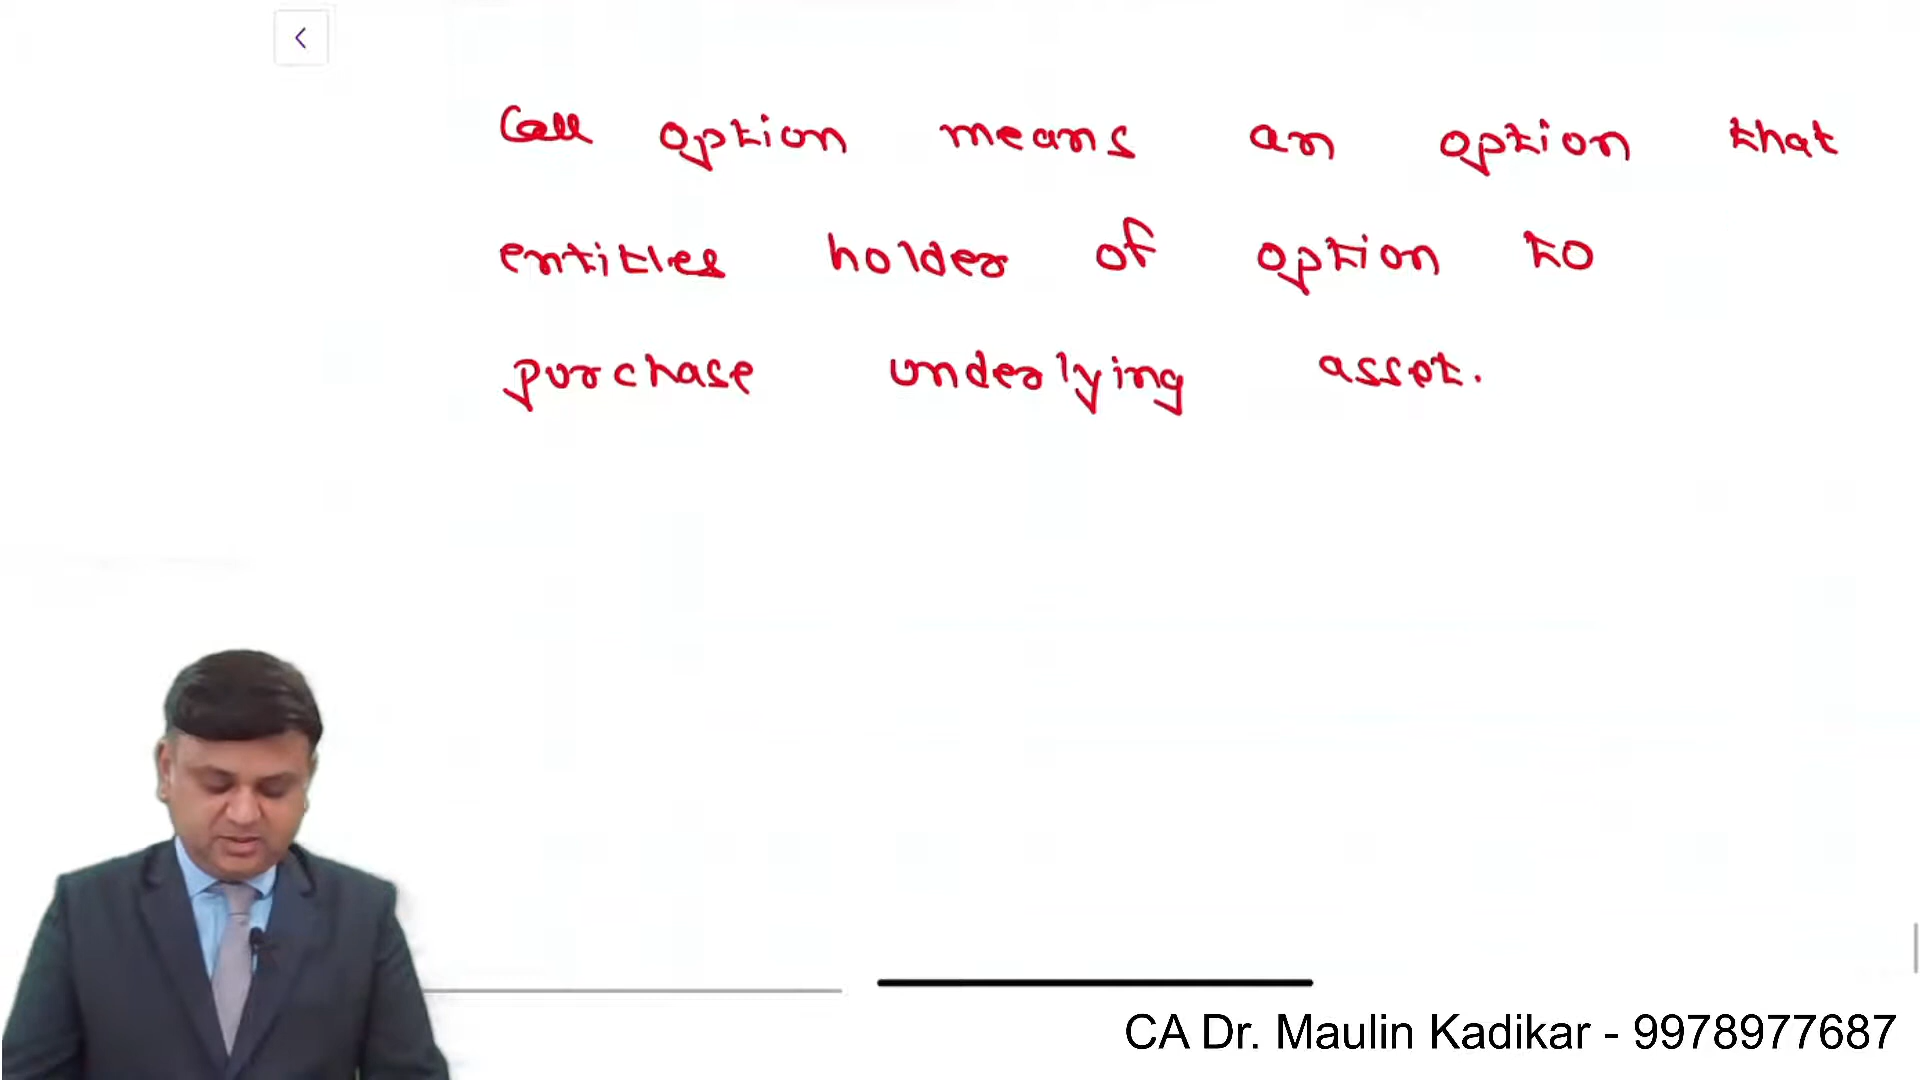 Call option means an option that
entitles holder of option to
purchase underlying asset.
CA Dr. Maulin Kadikar - 9978977687